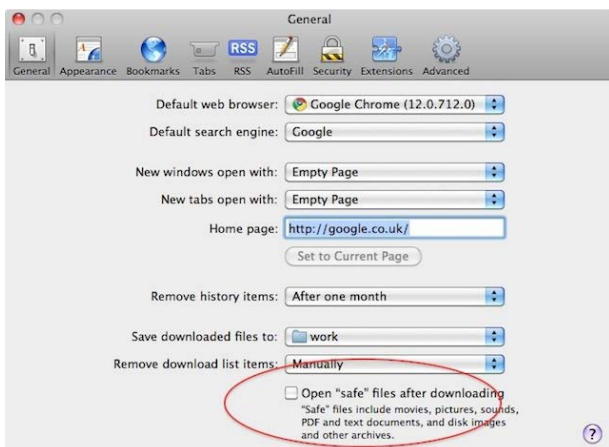 General
General Appearance Bookmarks Tabs RSS AutoFill Security Extensions Advanced
Default web browser: Google Chrome (12.0.712.0)
Default search engine: Google
New windows open with: Empty Page
New tabs open with: Empty Page
Home page: http://google.co.uk/
Set to Current Page
Remove history items: After one month
Save downloaded files to: work
Remove download list items: Manually
Open "safe" files after downloading
"Safe" files include movies, pictures, sounds,
PDF and text documents, and disk images
and other archives.
?